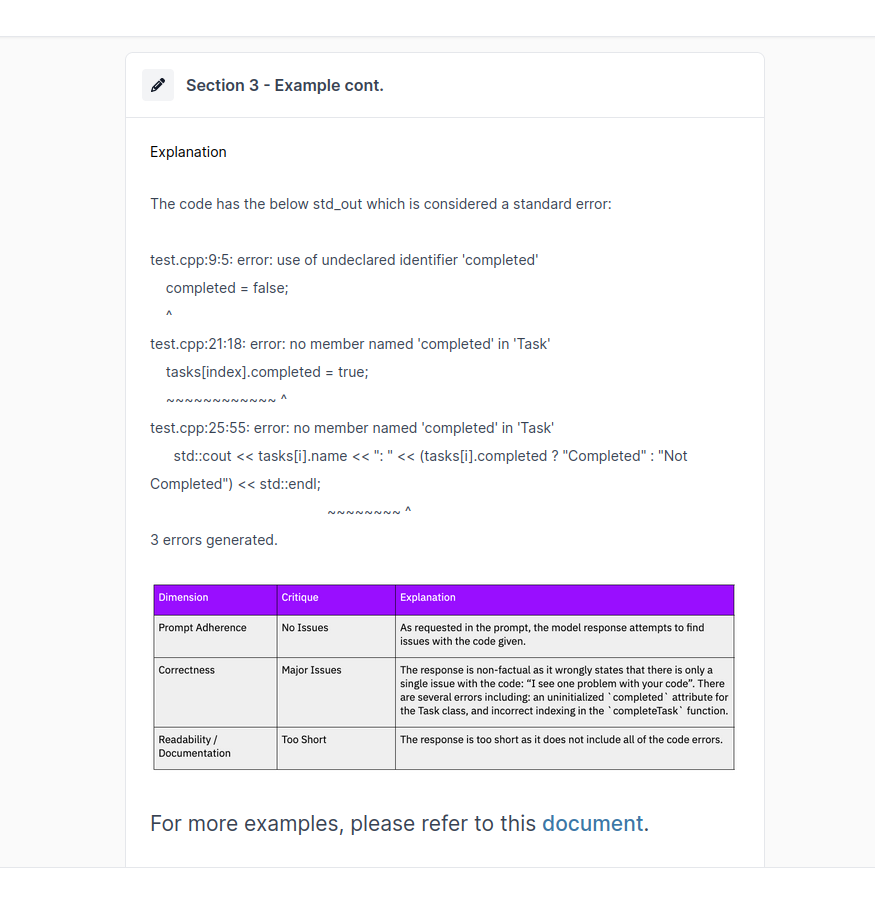 Section 3 - Example cont.
Explanation
The code has the below std_out which is considered a standard error:
test.cpp:9:5: error: use of undeclared identifier 'completed'
completed = false;
^
test.cpp:21:18: error: no member named 'completed' in 'Task'
tasks[index].completed = true;
~~~~~~~~~~~~ ^
test.cpp:25:55: error: no member named 'completed' in 'Task'
std::cout << tasks[i].name << ": " << (tasks[i].completed ? "Completed" : "Not
Completed") << std::endl;
~~~~~~~~ ^
3 errors generated.
Dimension Critique Explanation
Prompt Adherence No Issues As requested in the prompt, the model response attempts to find
issues with the code given.
Correctness Major Issues The response is non-factual as it wrongly states that there is only a
single issue with the code: “I see one problem with your code”. There
are several errors including: an uninitialized `completed` attribute for
the Task class, and incorrect indexing in the `completeTask` function.
Readability / Too Short The response is too short as it does not include all of the code errors.
Documentation
For more examples, please refer to this document.